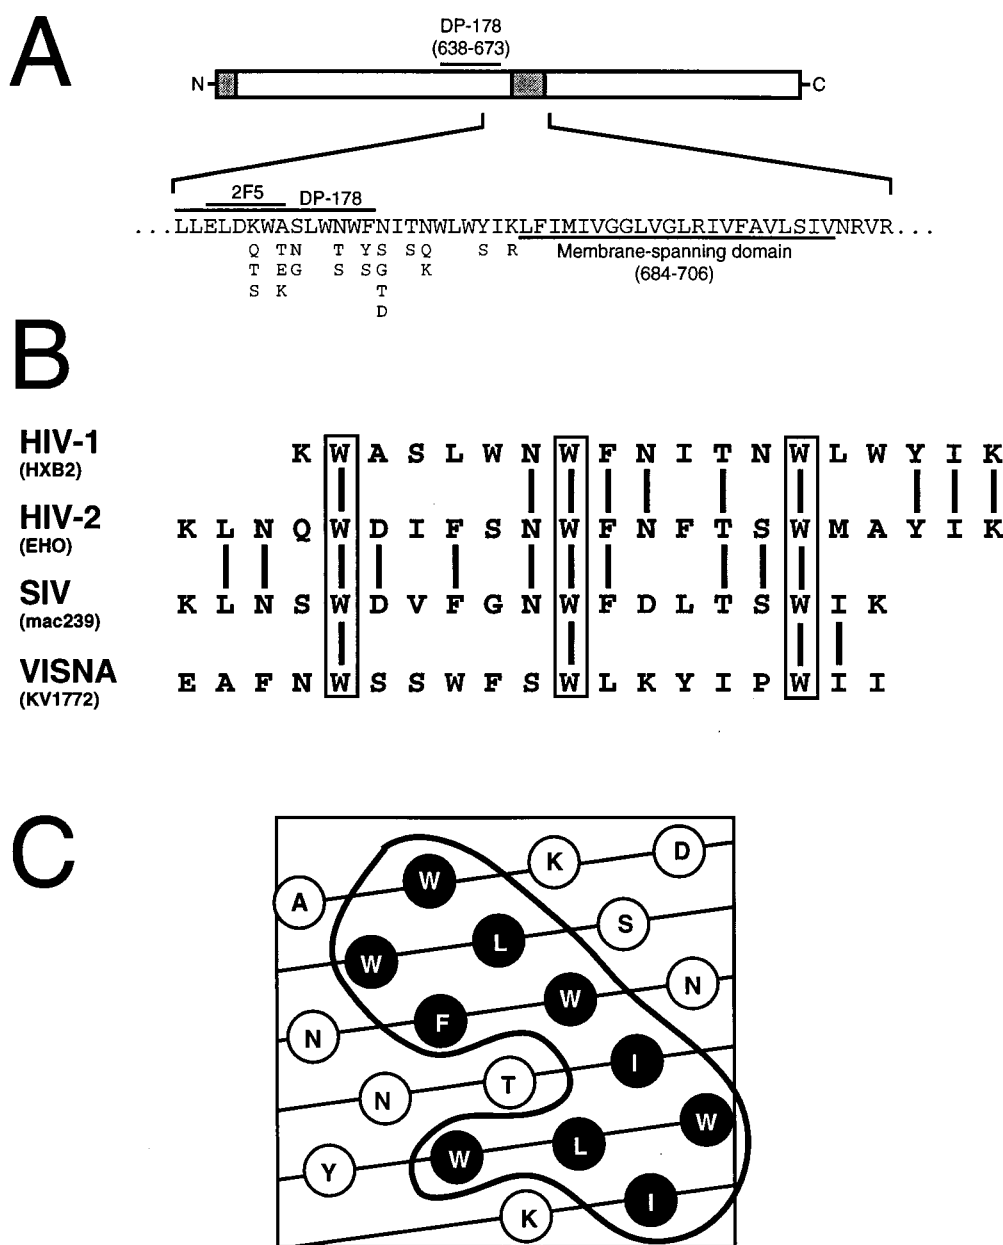 A
DP-178
(638-673)
N
C
2F5
DP-178
...LLELDKWASLWNWFNITNWLWYIKLFIMIVGGLVGLRIVFAVLSIVNRVR...
Q TN T YS SQ S R
T EG S SG K
S K T
D
Membrane-spanning domain
(684-706)
B
HIV-1
(HXB2)
K W A S L W N W F N I T N W L W Y I K
HIV-2
(EHO)
K L N Q W D I F S N W F N F T S W M A Y I K
SIV
(mac239)
K L N S W D V F G N W F D L T S W I K
VISNA
(KV1772)
E A F N W S S W F S W L K Y I P W I I
C
A W K D
W L S
N F W N
N T I
Y W L W
K I